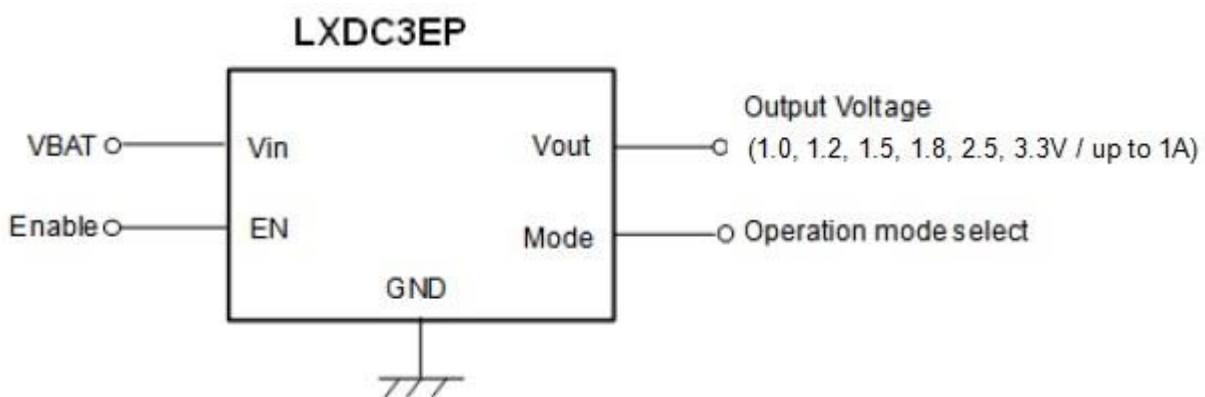 LXDC3EP
VBAT
Vin
Vout
Output Voltage
(1.0, 1.2, 1.5, 1.8, 2.5, 3.3V / up to 1A)
Enable
EN
Mode
Operation mode select
GND